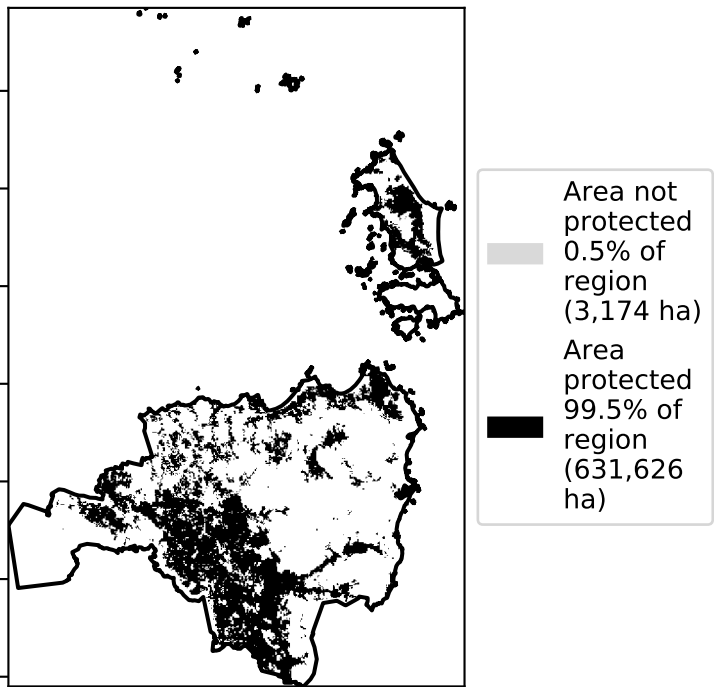 Area not
protected
0.5% of
region
(3,174 ha)
Area
protected
99.5% of
region
(631,626
ha)